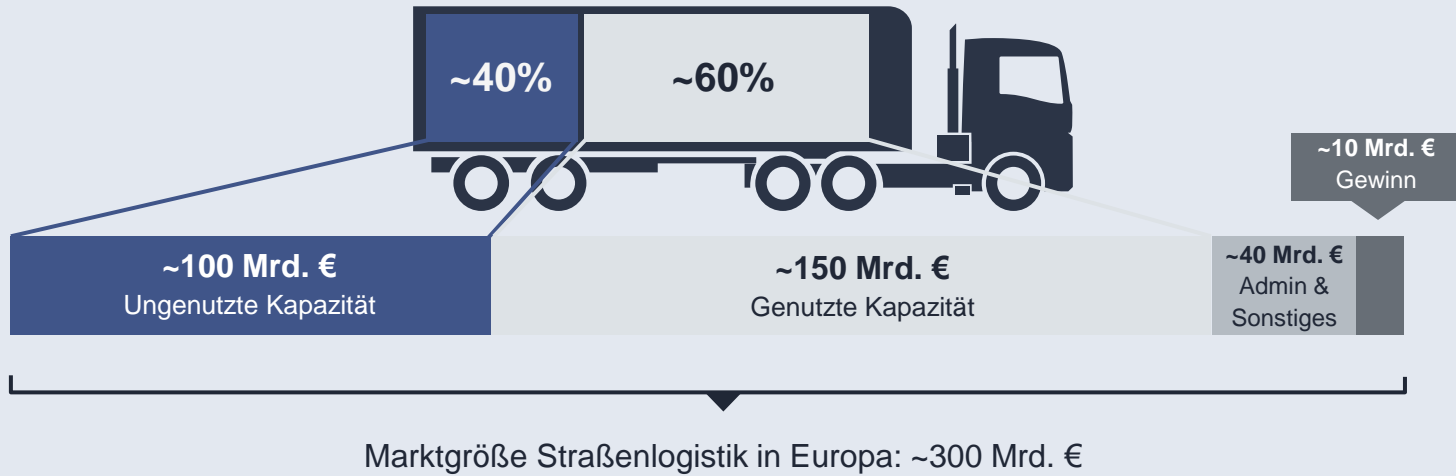 ~40%
~60%
~10 Mrd. €
Gewinn
~100 Mrd. €
Ungenutzte Kapazität
~150 Mrd. €
Genutzte Kapazität
~40 Mrd. €
Admin &
Sonstiges
Marktgröße Straßenlogistik in Europa: ~300 Mrd. €